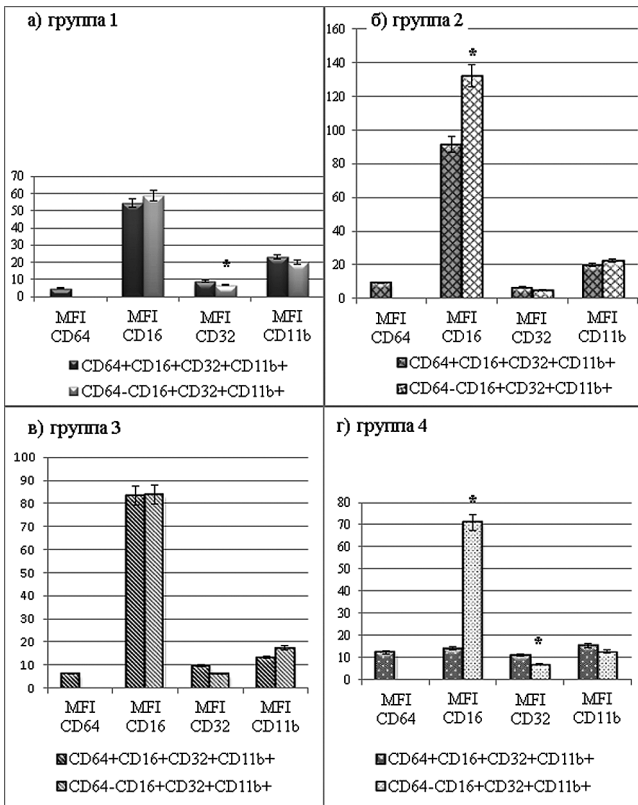 а) группа 1
70
60
50
40
30
20
10
0
*
MFI CD64
MFI CD16
MFI CD32
MFI CD11b
CD64+CD16+CD32+CD11b+
CD64-CD16+CD32+CD11b+
б) группа 2
160
140
120
100
80
60
40
20
0
*
MFI CD64
MFI CD16
MFI CD32
MFI CD11b
CD64+CD16+CD32+CD11b+
CD64-CD16+CD32+CD11b+
в) группа 3
100
90
80
70
60
50
40
30
20
10
0
MFI CD64
MFI CD16
MFI CD32
MFI CD11b
CD64+CD16+CD32+CD11b+
CD64-CD16+CD32+CD11b+
г) группа 4
80
70
60
50
40
30
20
10
0
*
*
MFI CD64
MFI CD16
MFI CD32
MFI CD11b
CD64+CD16+CD32+CD11b+
CD64-CD16+CD32+CD11b+